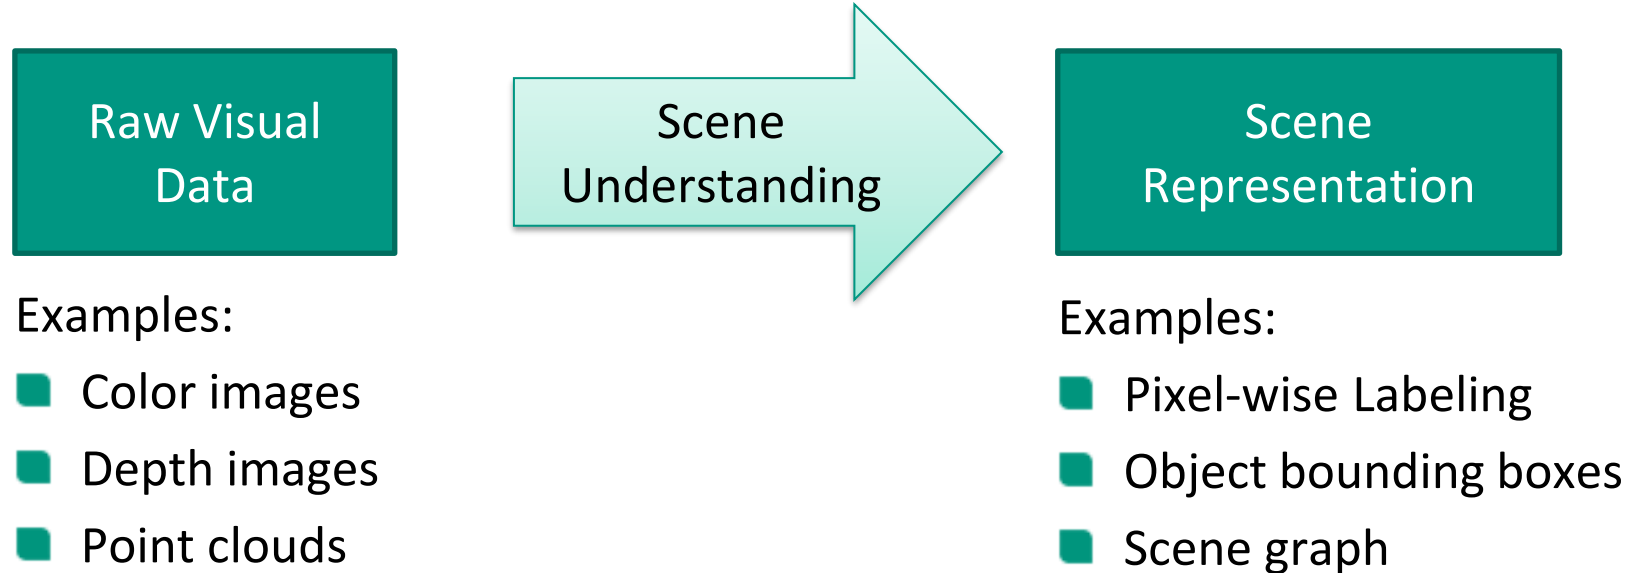 Raw Visual
Data
Scene
Understanding
Scene
Representation
Examples:
Color images
Depth images
Point clouds
Examples:
Pixel-wise Labeling
Object bounding boxes
Scene graph